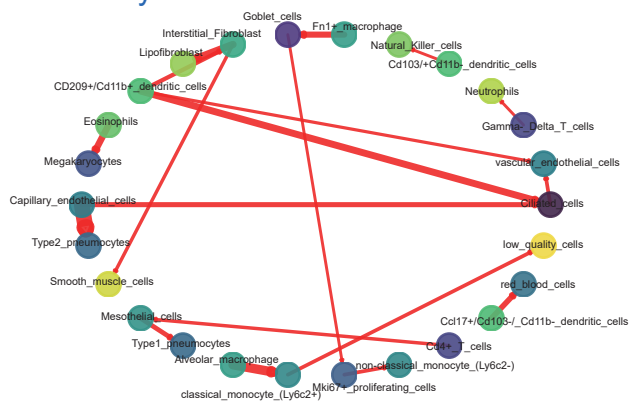 Goblet_cells
Fn1+_macrophage
Interstitial_Fibroblast
Natural_Killer_cells
Lipofibroblast
Cd103/+Cd11b-_dendritic_cells
CD209+/Cd11b+_dendritic_cells
Neutrophils
Eosinophils
Gamma-_Delta_T_cells
Megakaryocytes
vascular_endothelial_cells
Capillary_endothelial_cells
Ciliated_cells
Type2_pneumocytes
low_quality_cells
Smooth_muscle_cells
red_blood_cells
Mesothelial_cells
Ccl17+/Cd103-/_Cd11b-_dendritic_cells
Type1_pneumocytes
Cd4+_T_cells
Alveolar_macrophage
non-classical_monocyte_(Ly6c2-)
Mki67+_proliferating_cells
classical_monocyte_(Ly6c2+)